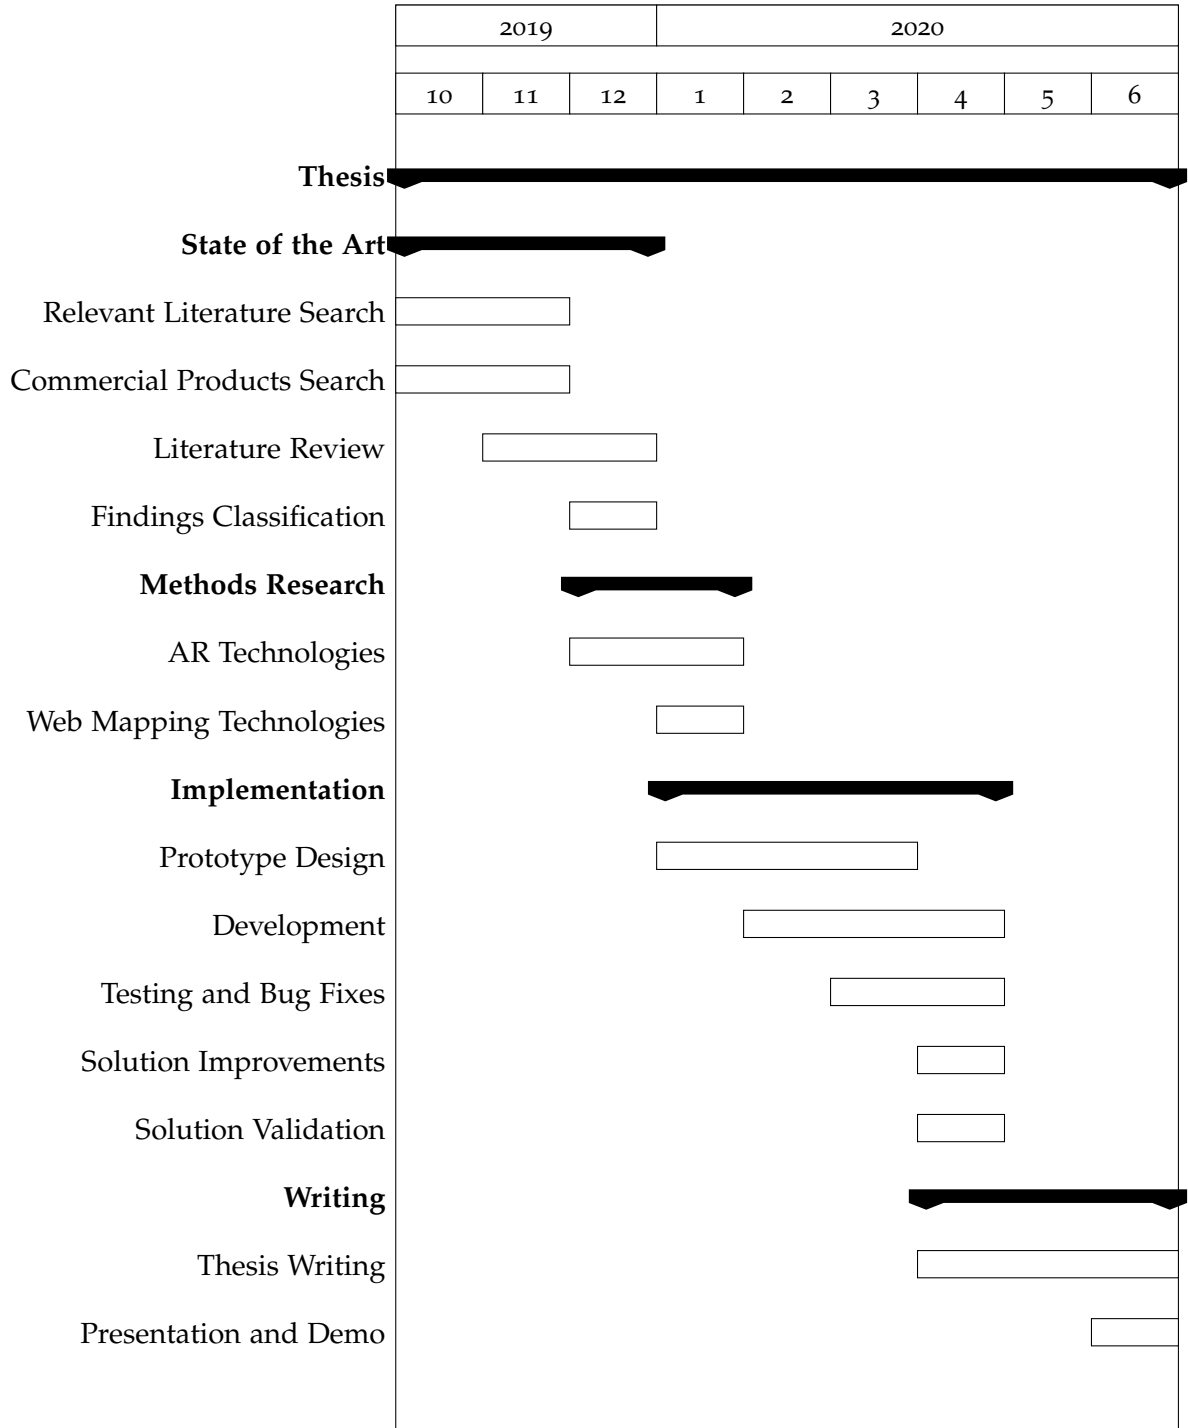 2019 2020
10 11 12 1 2 3 4 5 6
Thesis
State of the Art
Relevant Literature Search
Commercial Products Search
Literature Review
Findings Classification
Methods Research
AR Technologies
Web Mapping Technologies
Implementation
Prototype Design
Development
Testing and Bug Fixes
Solution Improvements
Solution Validation
Writing
Thesis Writing
Presentation and Demo